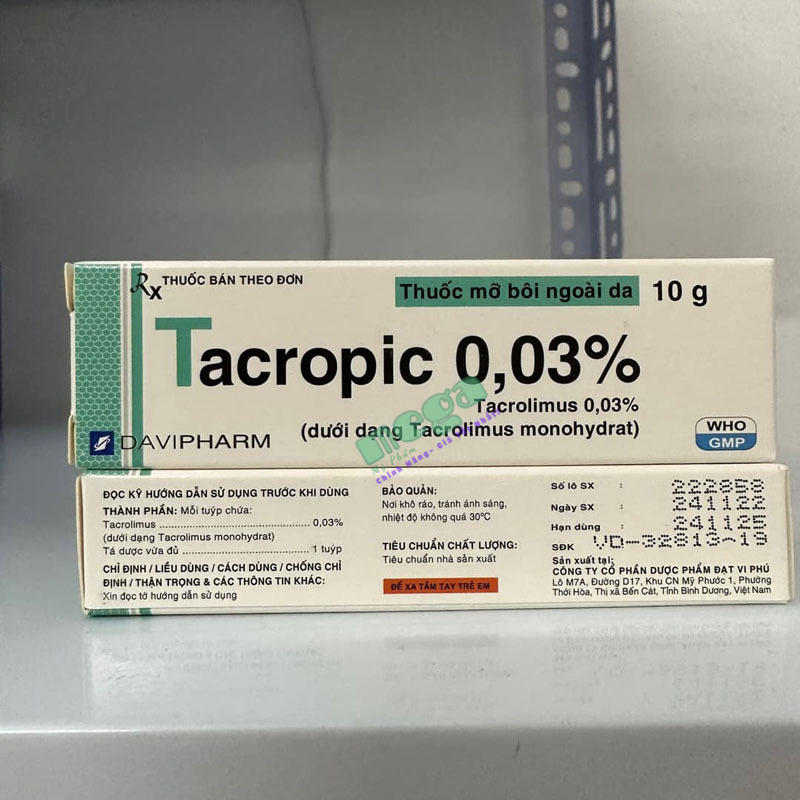 Rx THUỐC BÁN THEO ĐƠN
Thuốc mỡ bôi ngoài da 10 g
Tacropic 0,03%
Tacrolimus 0,03%
(dưới dạng Tacrolimus monohydrat)
DAVIPHARM
WHO
GMP
mega
Mỹ Phẩm
Chính Hãng - Giá
ĐỌC KỸ HƯỚNG DẪN SỬ DỤNG TRƯỚC KHI DÙNG
THÀNH PHẦN: Mỗi tuýp chứa:
Tacrolimus .......................................... 0,03%
(dưới dạng Tacrolimus monohydrat)
Tá dược vừa đủ .................................... 1 tuýp
CHỈ ĐỊNH / LIỀU DÙNG / CÁCH DÙNG / CHỐNG CHỈ
ĐỊNH / THẬN TRỌNG & CÁC THÔNG TIN KHÁC:
Xin đọc tờ hướng dẫn sử dụng
BẢO QUẢN:
Nơi khô ráo, tránh ánh sáng,
nhiệt độ không quá 30°C
TIÊU CHUẨN CHẤT LƯỢNG:
Tiêu chuẩn nhà sản xuất
ĐỂ XA TẦM TAY TRẺ EM
Số lô SX : 222858
Ngày SX : 241122
Hạn dùng : 241125
SĐK VD-32813-19
Sản xuất tại:
CÔNG TY CỔ PHẦN DƯỢC PHẨM ĐẠT VI PHÚ
Lô M7A, Đường D17, Khu CN Mỹ Phước 1, Phường
Thới Hòa, Thị xã Bến Cát, Tỉnh Bình Dương, Việt Nam